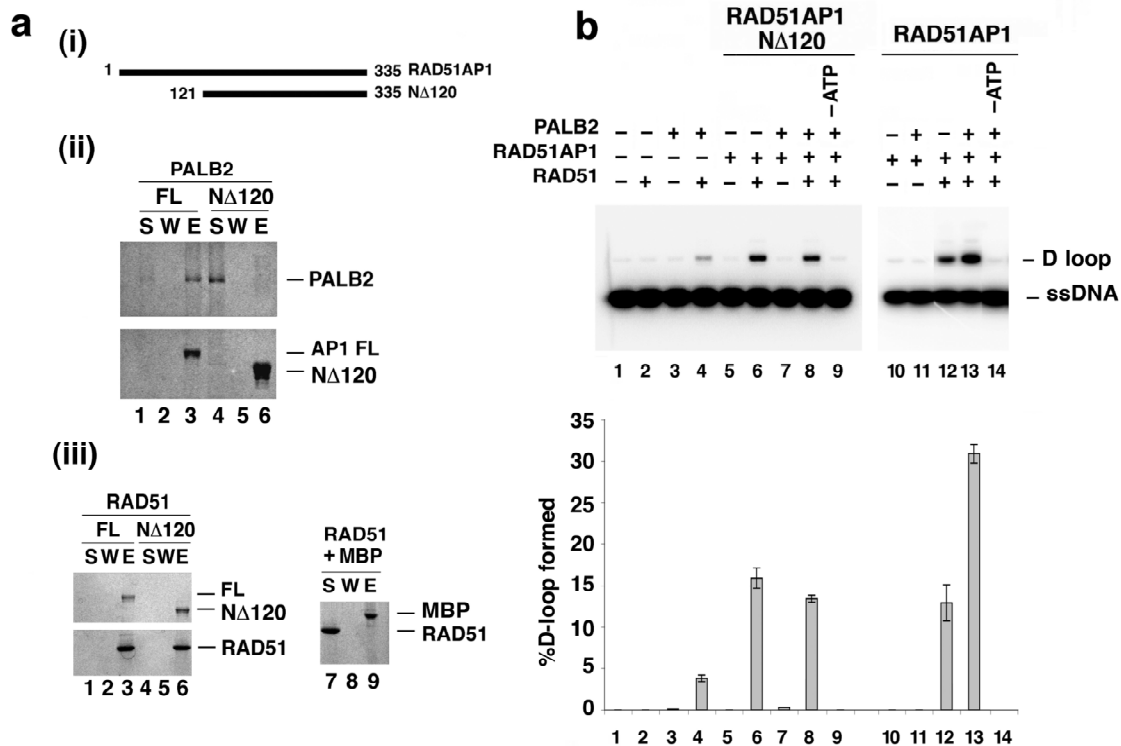 a
(i)
1 335 RAD51AP1
121 335 NΔ120
(ii)
PALB2
FL NΔ120
S W E S W E
PALB2
AP1 FL
NΔ120
1 2 3 4 5 6
(iii)
RAD51
FL NΔ120
S W E S W E
FL
NΔ120
RAD51
1 2 3 4 5 6
RAD51
+ MBP
S W E
MBP
RAD51
7 8 9
b
RAD51AP1
NΔ120
RAD51AP1
–ATP
–ATP
PALB2 – – + + – – + + + – + – + +
RAD51AP1 – – – – + + + + + + + + + +
RAD51 – + – + – + – + + – – + + +
D loop
ssDNA
1 2 3 4 5 6 7 8 9 10 11 12 13 14
%D-loop formed
35
30
25
20
15
10
5
0
1 2 3 4 5 6 7 8 9 10 11 12 13 14